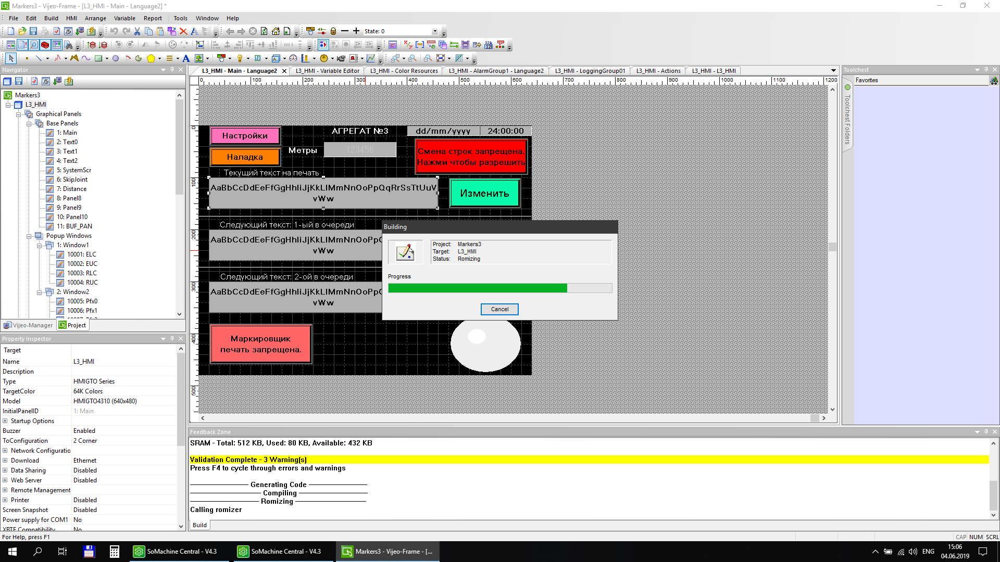 Markers3 - Vijeo-Frame - [L3_HMI - Main - Language2] *
File Edit Build HMI Arrange Variable Report Tools Window Help
State: 0
Navigator
L3_HMI - Main - Language2
L3_HMI - Variable Editor
L3_HMI - Color Resources
L3_HMI - AlarmGroup1 - Language2
L3_HMI - LoggingGroup01
L3_HMI - Actions
L3_HMI - L3_HMI
Toolchest
Favorites
Toolchest Folders
0 100 200 300 400 500 600 700 800 900 1000 1100 1200
0
100
200
300
400
500
Markers3
L3_HMI
Graphical Panels
Base Panels
1: Main
2: Text0
3: Text1
4: Text2
5: SystemScr
6: SkipJoint
7: Distance
8: Panel8
9: Panel9
10: Panel10
11: BUF_PAN
Popup Windows
1: Window1
10001: ELC
10002: EUC
10003: RLC
10004: RUC
2: Window2
10005: Pfx0
10006: Pfx1
Vijeo-Manager
Project
Настройки
АГРЕГАТ №3
dd/mm/yyyy
24:00:00
Наладка
Метры
123456
Смена строк запрещена.
Нажми чтобы разрешить
Текущий текст на печать
AaBbCcDdEeFfGgHhIiJjKkLlMmNnOoPpQqRrSsTtUuV
vWw
Изменить
Следующий текст: 1-ый в очереди
AaBbCcDdEeFfGgHhIiJjKkLlMmNnOoPp
vWw
Следующий текст: 2-ой в очереди
AaBbCcDdEeFfGgHhIiJjKkLlMmNnOoPp
vWw
Маркировщик
печать запрещена.
Building
Project: Markers3
Target: L3_HMI
Status: Romizing
Progress
Cancel
Property Inspector
Target
Name L3_HMI
Description
Type HMIGTO Series
TargetColor 64K Colors
Model HMIGTO4310 (640x480)
InitialPanelID 1: Main
Startup Options
Buzzer Enabled
ToConfiguration 2 Corner
Network Configuratio
Download Ethernet
Data Sharing Disabled
Web Server Disabled
Remote Management
Printer Disabled
Screen Snapshot Disabled
Power supply for COM1 No
XBTF Compatibility No
Feedback Zone
SRAM - Total: 512 KB, Used: 80 KB, Available: 432 KB
Validation Complete - 3 Warning(s)
Press F4 to cycle through errors and warnings
Generating Code
Compiling
Romizing
Calling romizer
Build
For Help, press F1
CAP NUM SCRL
SoMachine Central - V4.3
SoMachine Central - V4.3
Markers3 - Vijeo-Frame - [...
ENG
15:06
04.06.2019